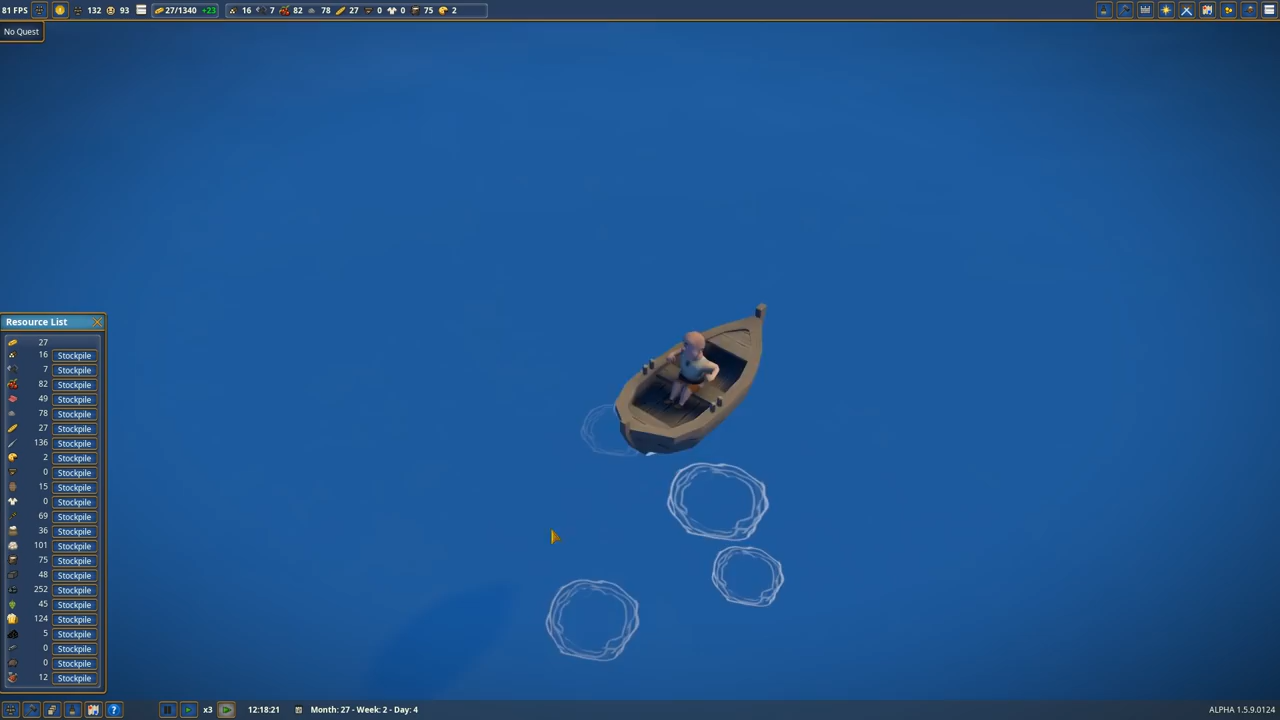 81 FPS 132 93 27/1340 +23 16 7 82 78 27 0 0 75 2
No Quest
Resource List
27
16 Stockpile
7 Stockpile
82 Stockpile
49 Stockpile
78 Stockpile
27 Stockpile
136 Stockpile
2 Stockpile
0 Stockpile
15 Stockpile
0 Stockpile
69 Stockpile
36 Stockpile
101 Stockpile
75 Stockpile
48 Stockpile
252 Stockpile
45 Stockpile
124 Stockpile
5 Stockpile
0 Stockpile
0 Stockpile
12 Stockpile
? x3 12:18:21 Month: 27 - Week: 2 - Day: 4 ALPHA 1.5.9.0124